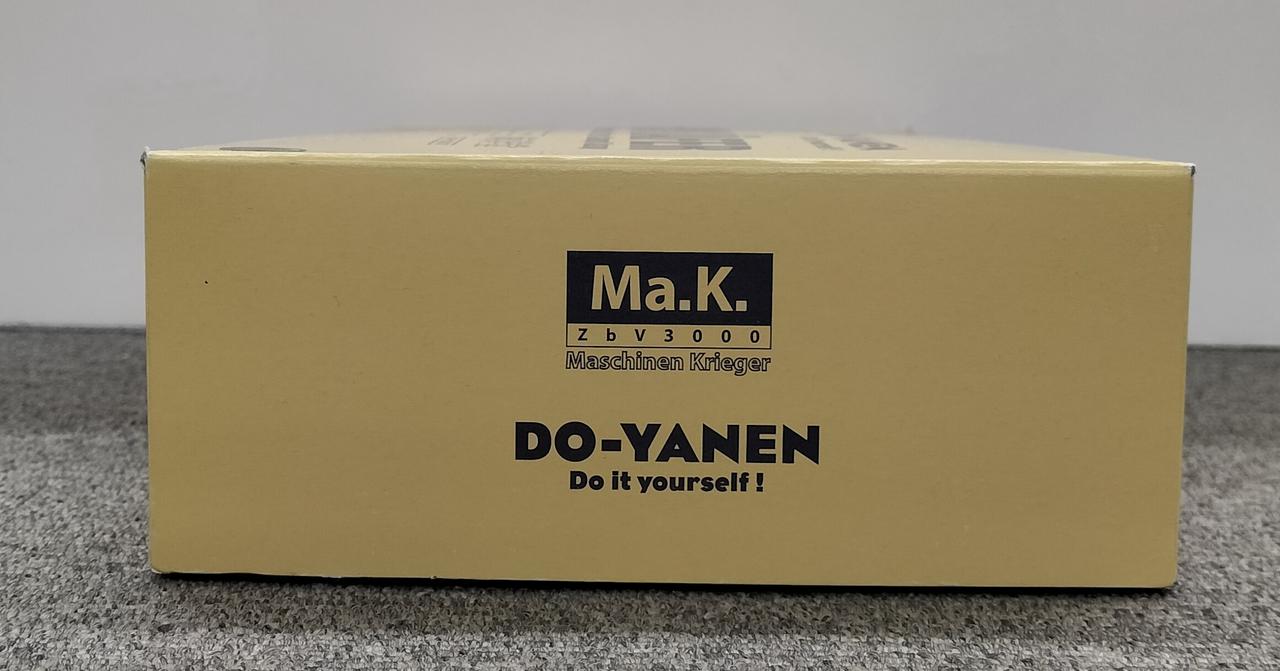 Ma.K.
ZbV3000
Maschinen Krieger
DO-YANEN
Do it yourself !